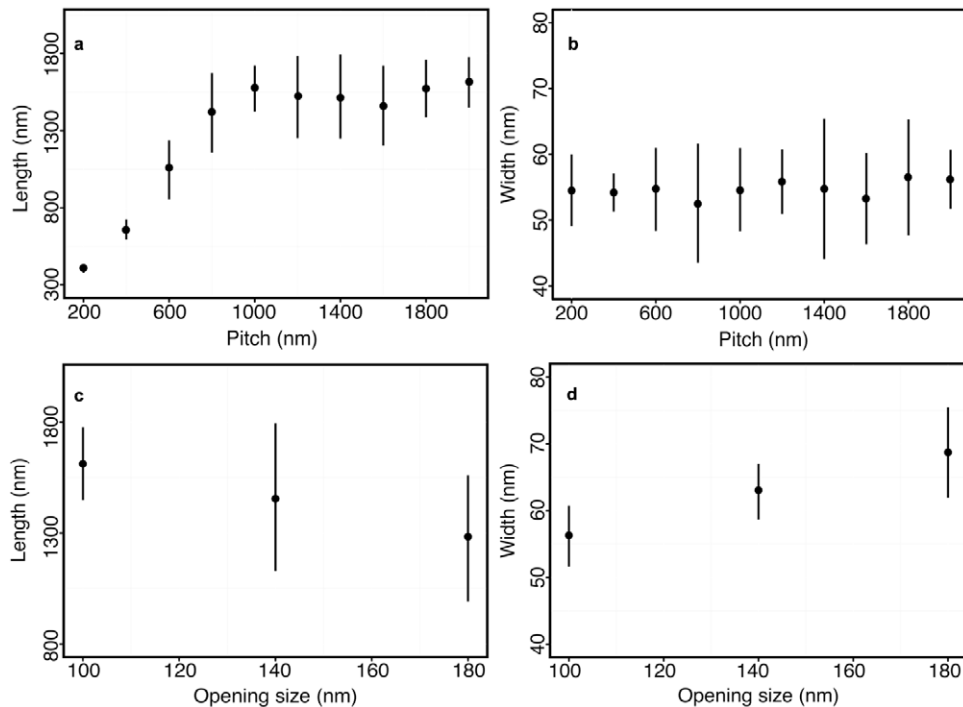 a
Length (nm)
1800
1300
800
300
200 600 1000 1400 1800
Pitch (nm)
b
Width (nm)
80
70
60
50
40
200 600 1000 1400 1800
Pitch (nm)
c
Length (nm)
1800
1300
800
100 120 140 160 180
Opening size (nm)
d
Width (nm)
80
70
60
50
40
100 120 140 160 180
Opening size (nm)